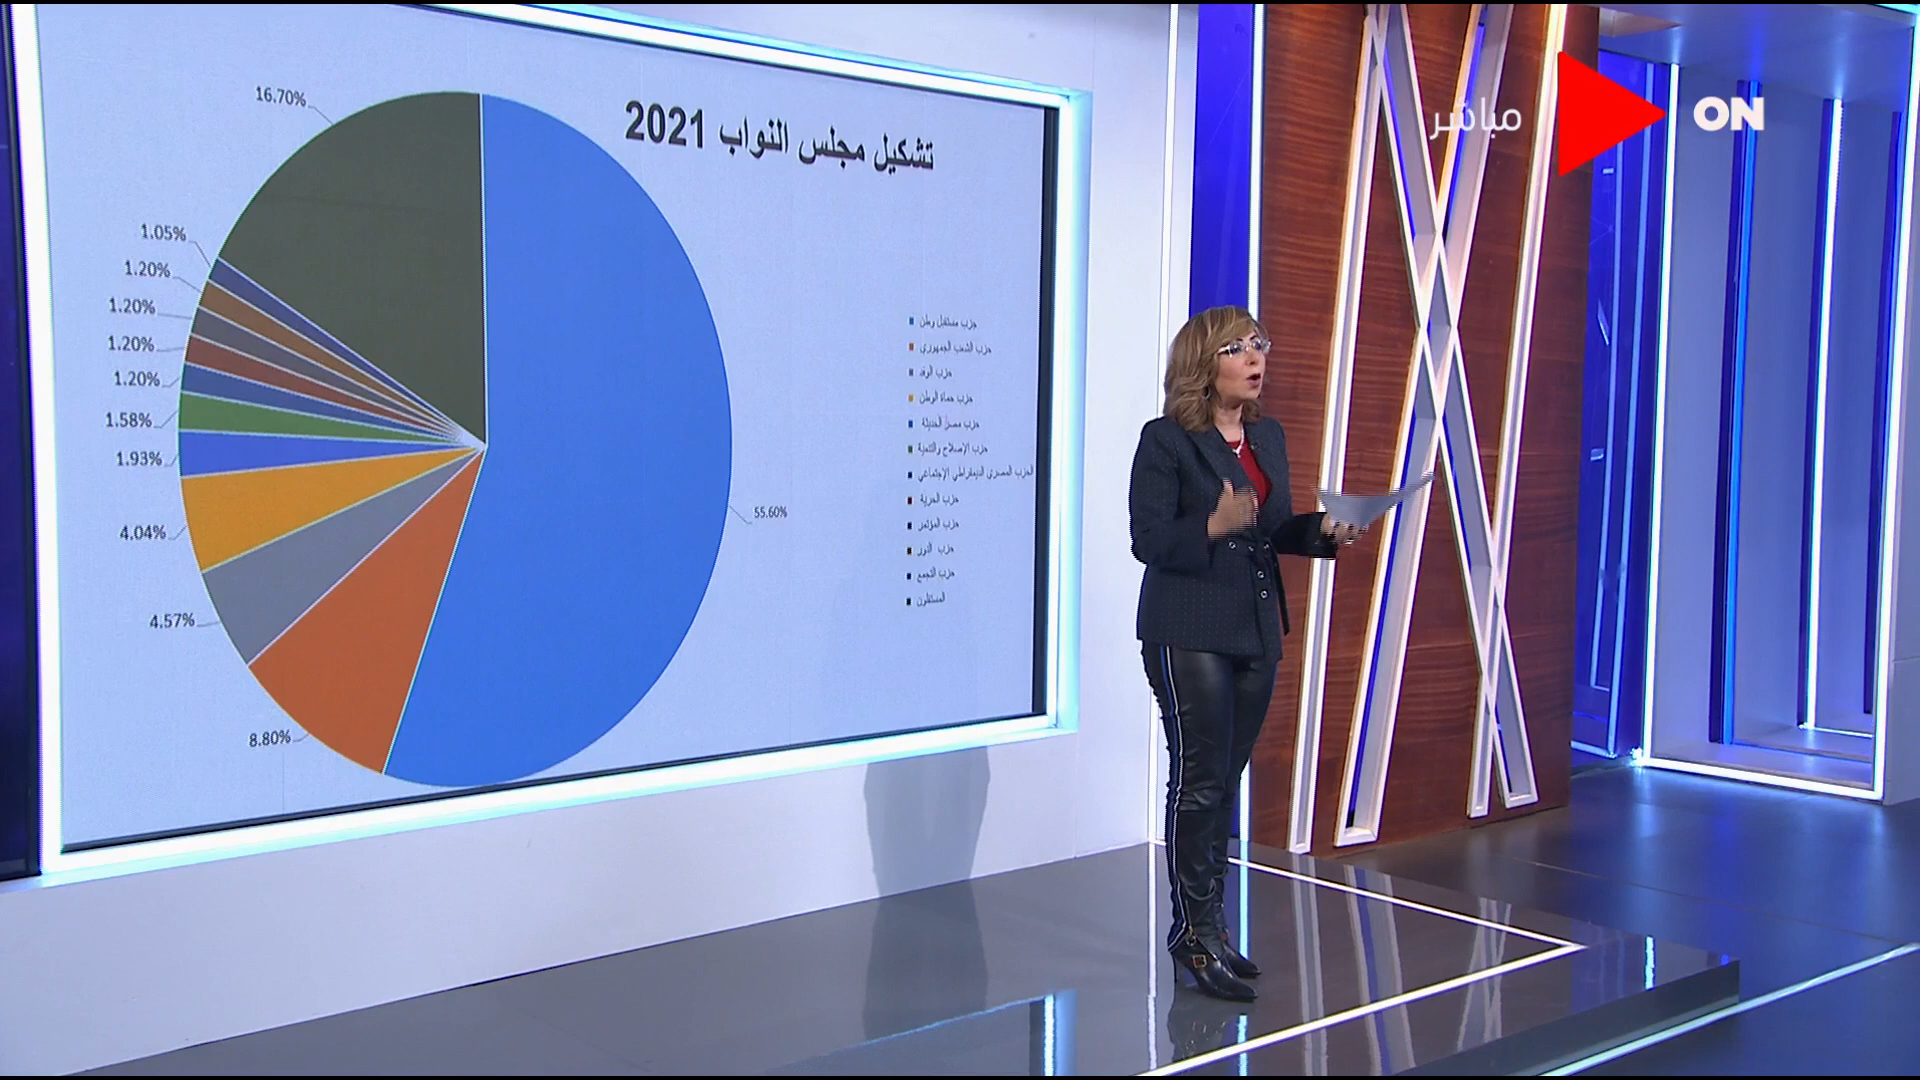 مباشر
ON
تشكيل مجلس النواب 2021
16.70%
1.05%
1.20%
1.20%
1.20%
1.20%
1.58%
1.93%
4.04%
4.57%
8.80%
55.60%
حزب مستقبل وطن
حزب الشعب الجمهوري
حزب الوفد
حزب حماة الوطن
حزب مصر الحديثة
حزب الإصلاح والتنمية
الحزب المصري الديمقراطي الإجتماعي
حزب الحرية
حزب المؤتمر
حزب النور
حزب التجمع
المستقلون